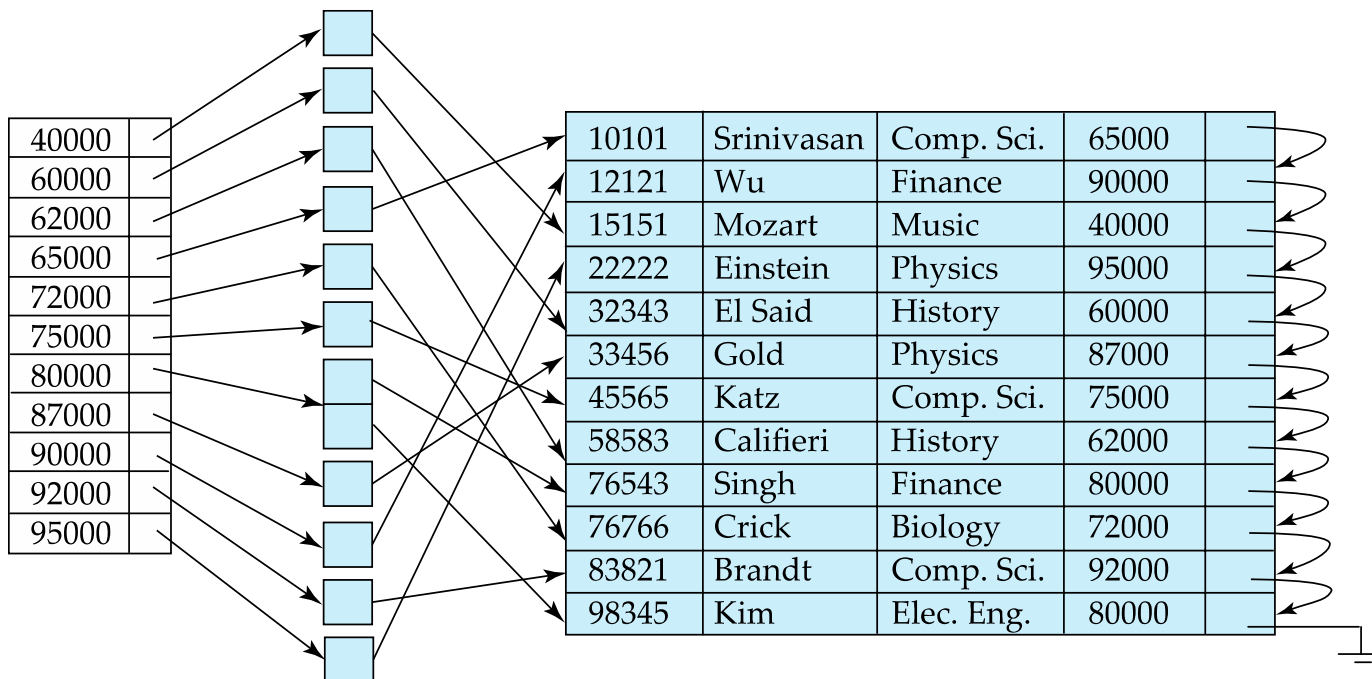 40000
60000
62000
65000
72000
75000
80000
87000
90000
92000
95000
10101 Srinivasan Comp. Sci. 65000
12121 Wu Finance 90000
15151 Mozart Music 40000
22222 Einstein Physics 95000
32343 El Said History 60000
33456 Gold Physics 87000
45565 Katz Comp. Sci. 75000
58583 Califieri History 62000
76543 Singh Finance 80000
76766 Crick Biology 72000
83821 Brandt Comp. Sci. 92000
98345 Kim Elec. Eng. 80000